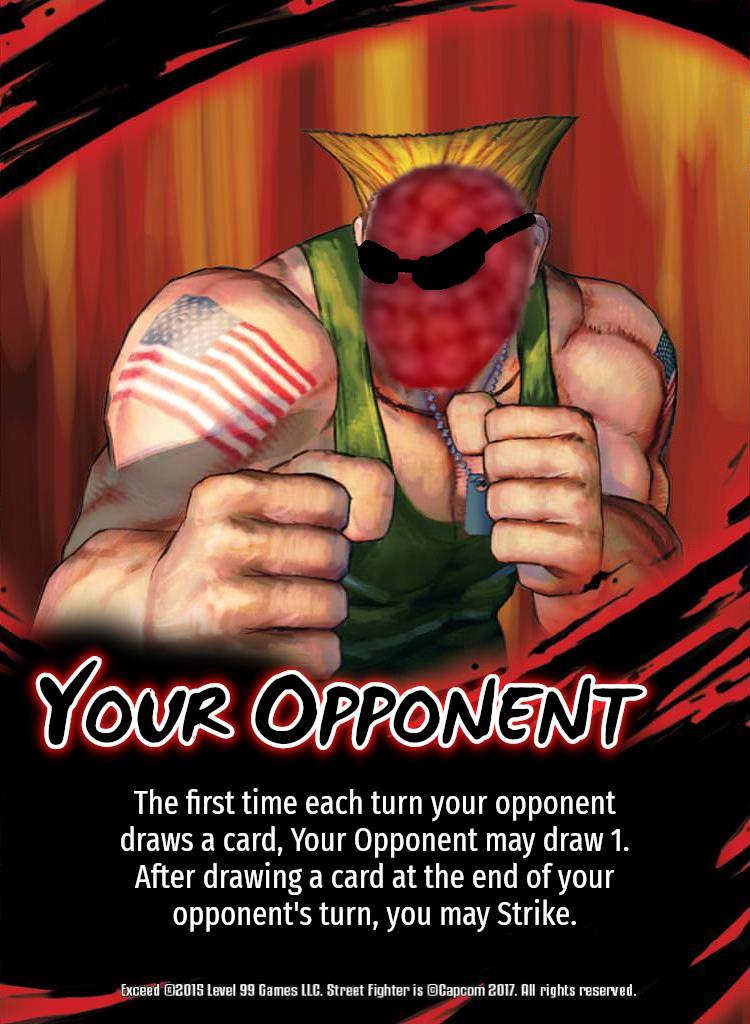 Your Opponent
The first time each turn your opponent
draws a card, Your Opponent may draw 1.
After drawing a card at the end of your
opponent's turn, you may Strike.
Exceed ©2015 Level 99 Games LLC. Street Fighter is ©Capcom 2017. All rights reserved.